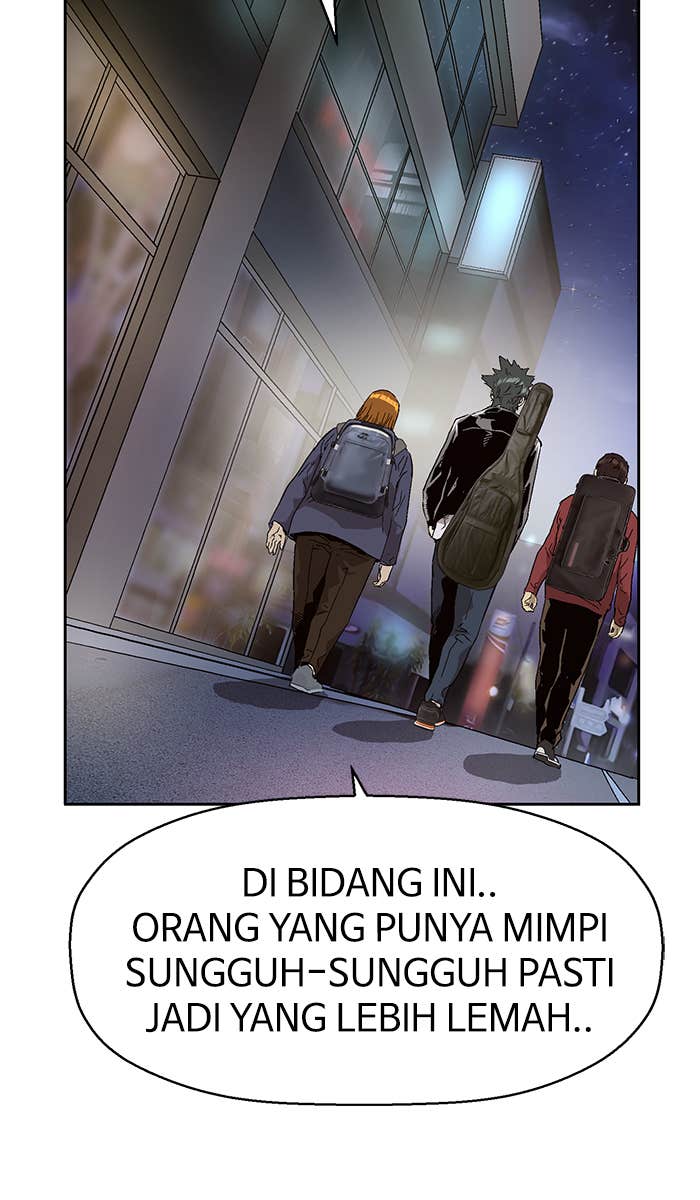 DI BIDANG INI..
ORANG YANG PUNYA MIMPI
SUNGGUH-SUNGGUH PASTI
JADI YANG LEBIH LEMAH..